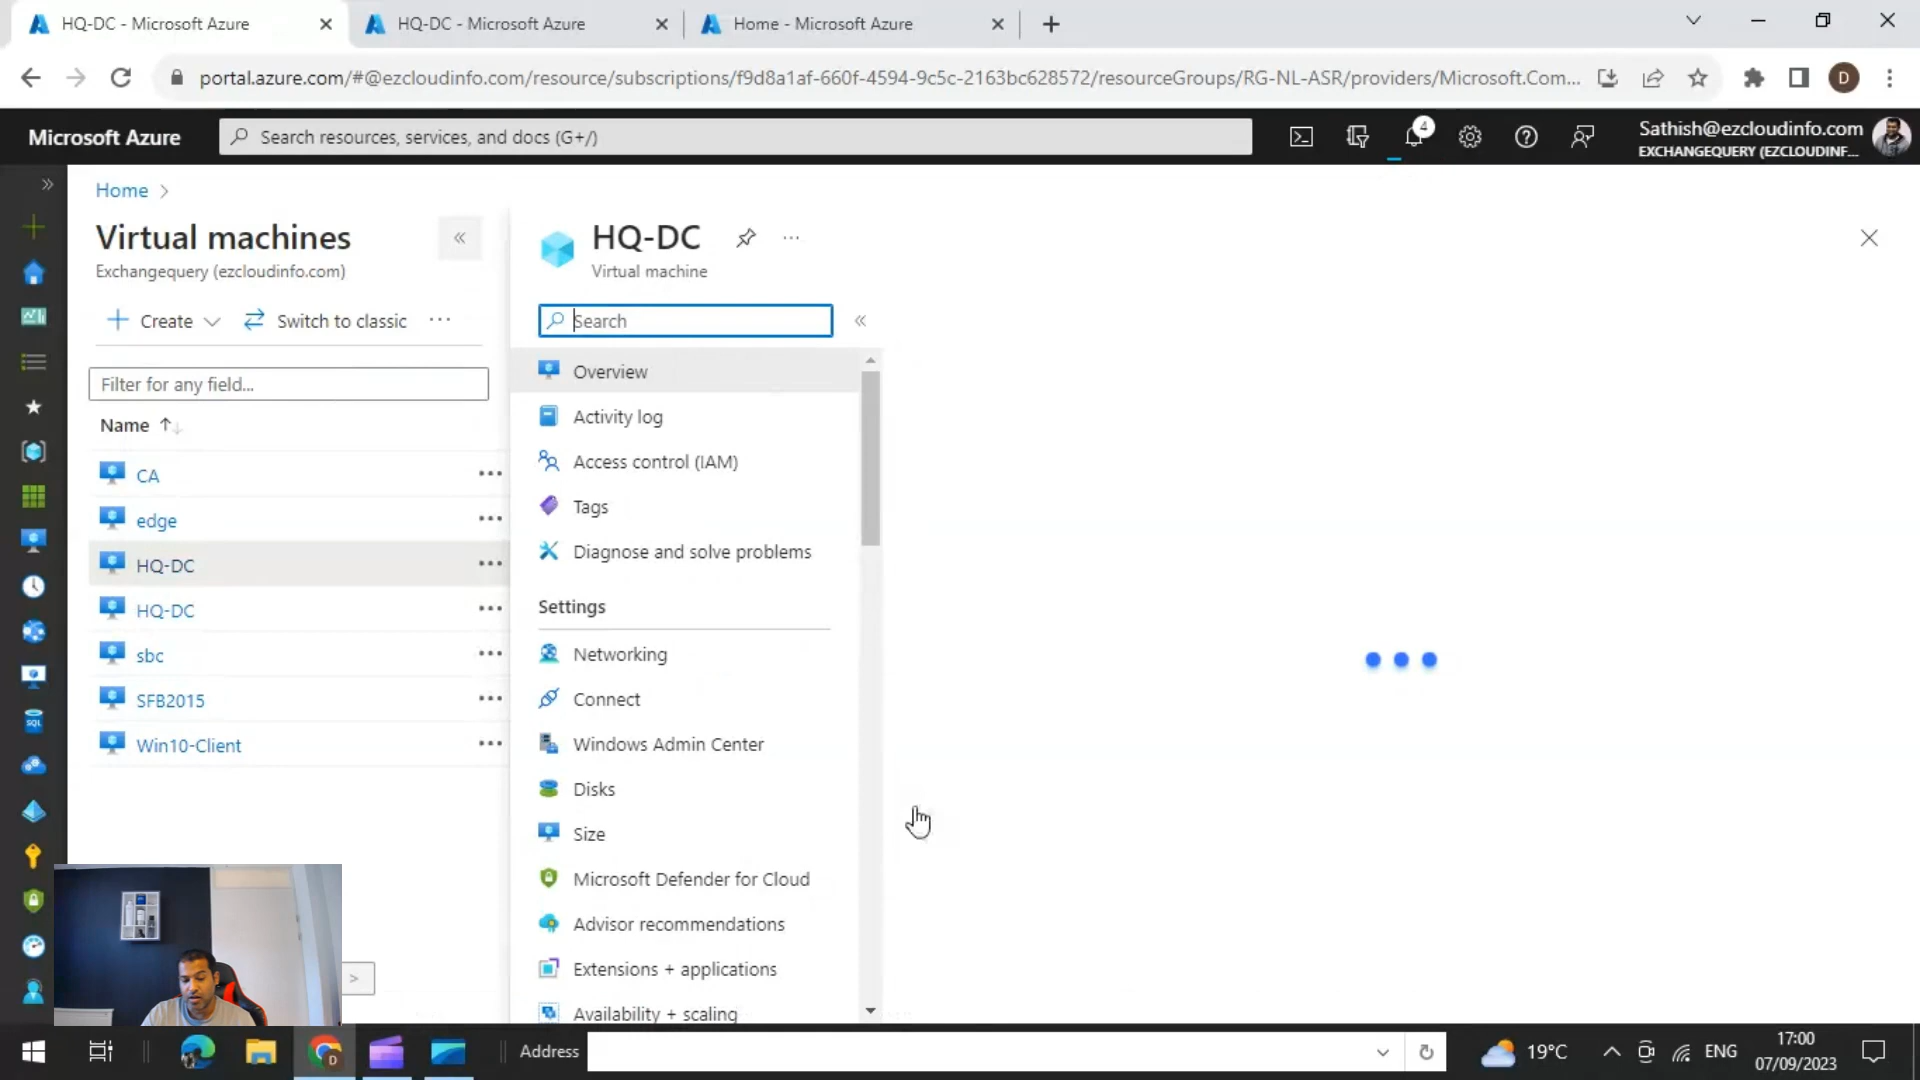 HQ-DC - Microsoft Azure
HQ-DC - Microsoft Azure
Home - Microsoft Azure
portal.azure.com/#@ezcloudinfo.com/resource/subscriptions/f9d8a1af-660f-4594-9c5c-2163bc628572/resourceGroups/RG-NL-ASR/providers/Microsoft.Com...
D
Microsoft Azure
Search resources, services, and docs (G+/)
4
Sathish@ezcloudinfo.com
EXCHANGEQUERY (EZCLOUDINF...
Home
Virtual machines
Exchangequery (ezcloudinfo.com)
Create
Switch to classic
Filter for any field...
Name
CA
edge
HQ-DC
HQ-DC
sbc
SFB2015
Win10-Client
HQ-DC
Virtual machine
Search
Overview
Activity log
Access control (IAM)
Tags
Diagnose and solve problems
Settings
Networking
Connect
Windows Admin Center
Disks
Size
Microsoft Defender for Cloud
Advisor recommendations
Extensions + applications
Availability + scaling
SQL
D
Address
19°C
ENG
17:00
07/09/2023